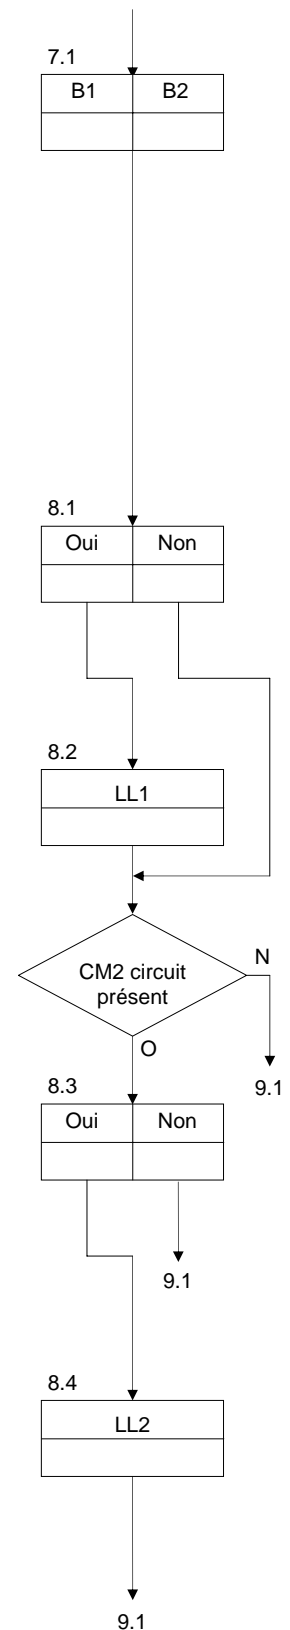 7.1
B1 B2
8.1
Oui Non
8.2
LL1
CM2 circuit
présent
N
O
9.1
8.3
Oui Non
9.1
8.4
LL2
9.1